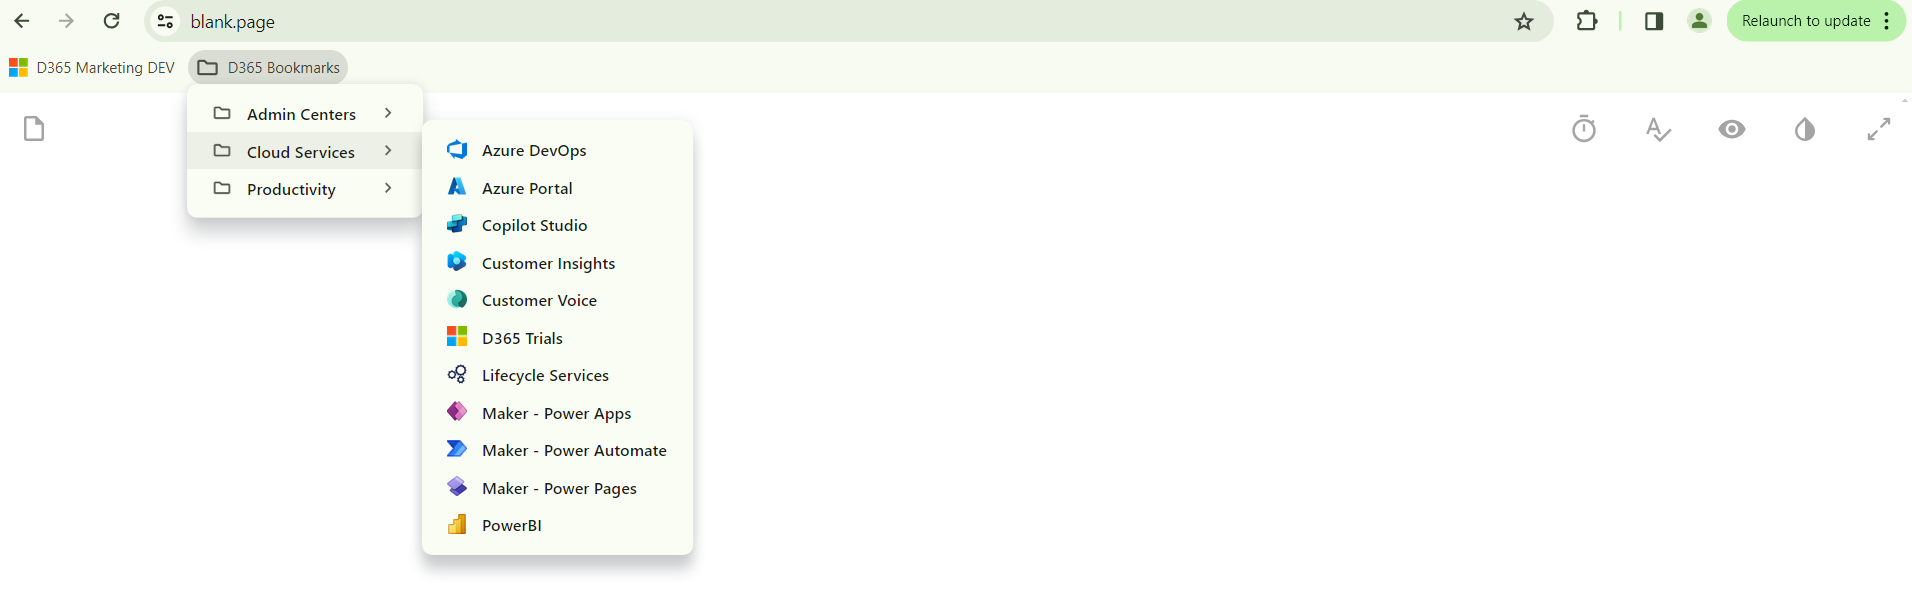 blank.page
Relaunch to update
D365 Marketing DEV
D365 Bookmarks
Admin Centers
Cloud Services
Productivity
Azure DevOps
Azure Portal
Copilot Studio
Customer Insights
Customer Voice
D365 Trials
Lifecycle Services
Maker - Power Apps
Maker - Power Automate
Maker - Power Pages
PowerBI